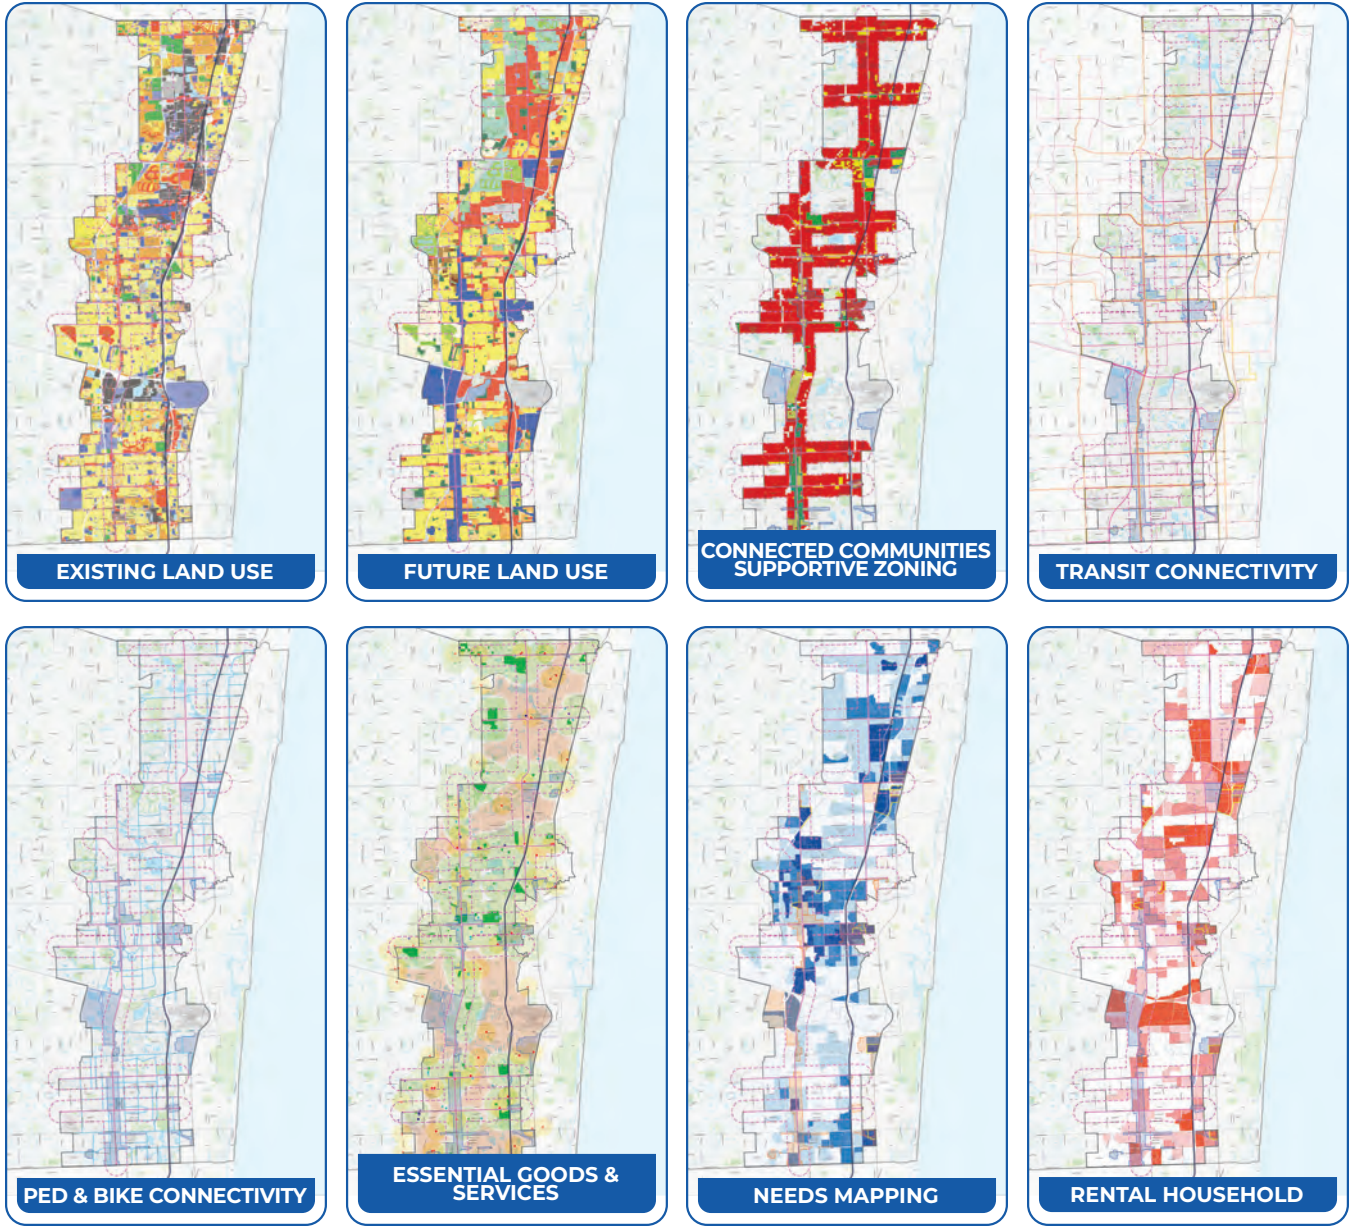 EXISTING LAND USE
FUTURE LAND USE
CONNECTED COMMUNITIES
SUPPORTIVE ZONING
TRANSIT CONNECTIVITY
PED & BIKE CONNECTIVITY
ESSENTIAL GOODS &
SERVICES
NEEDS MAPPING
RENTAL HOUSEHOLD